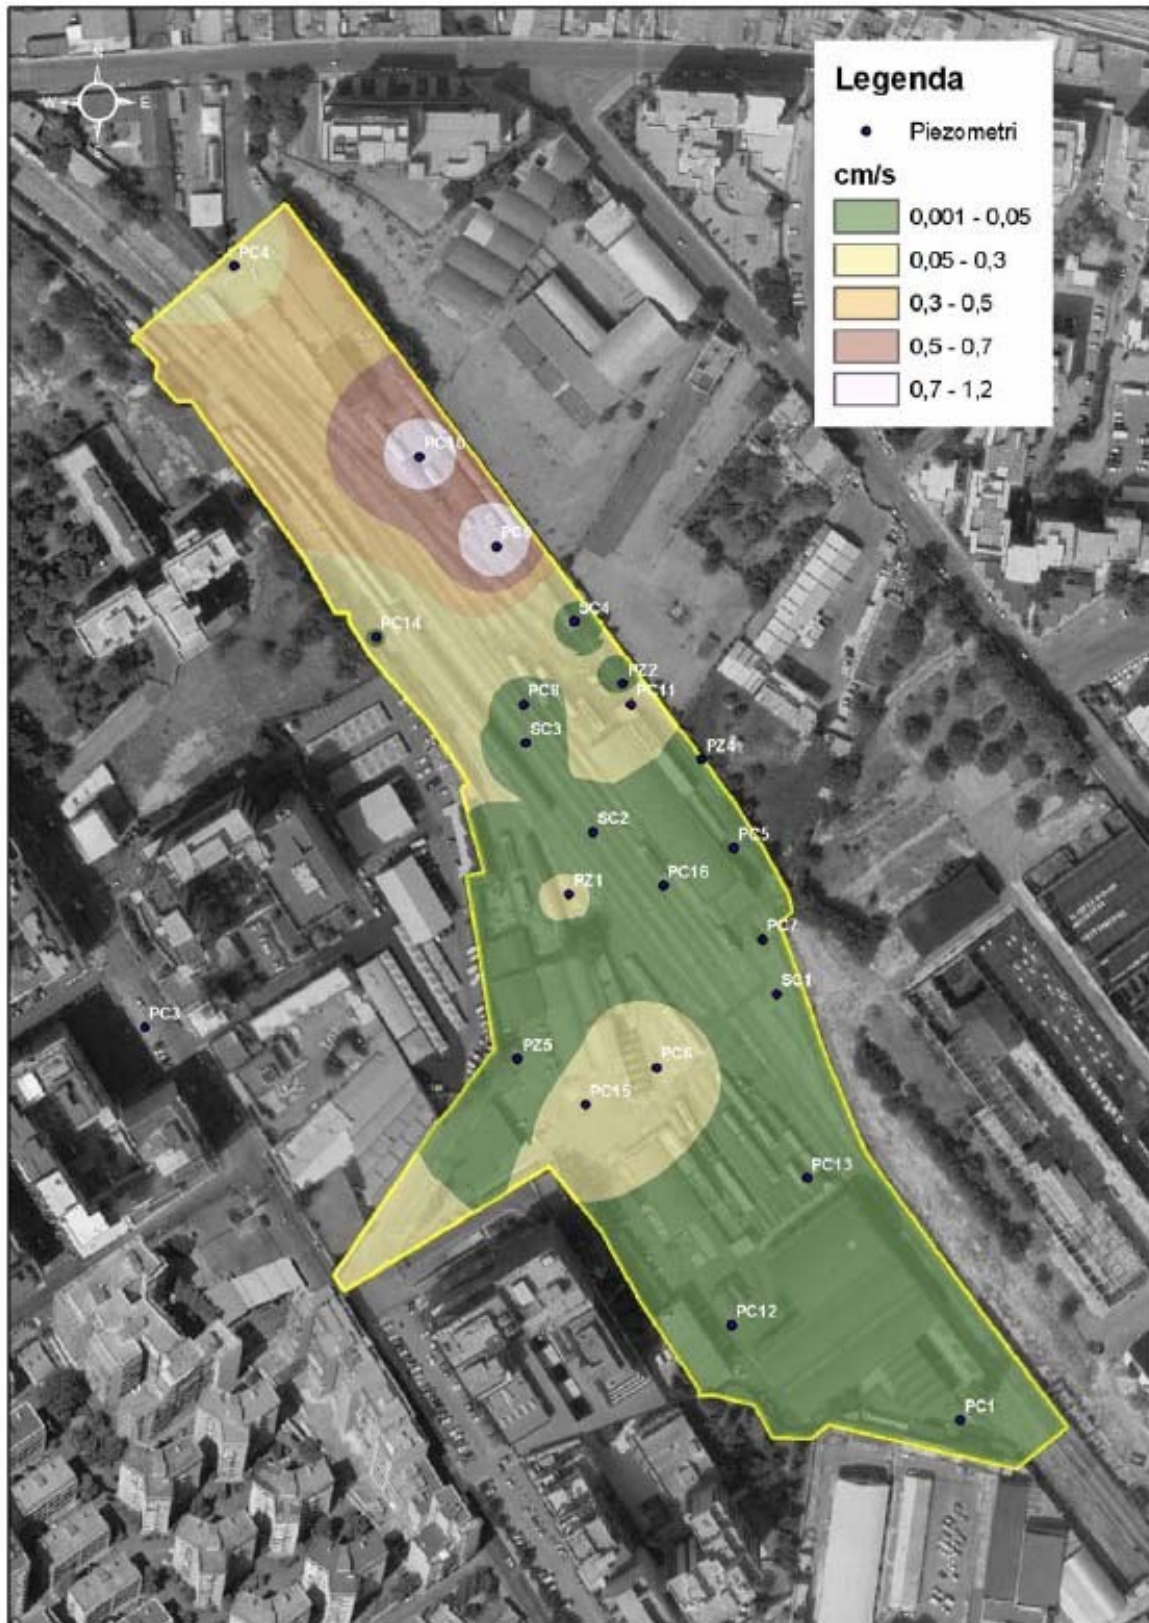 N
W
E
Legenda
Piezometri
cm/s
0,001 - 0,05
0,05 - 0,3
0,3 - 0,5
0,5 - 0,7
0,7 - 1,2
PC4
PC10
PC9
SC4
PC14
PZ2
PC8
PC11
SC3
PZ4
SC2
PC5
PC16
PZ1
PC7
SC1
PC3
PZ5
PC6
PC15
PC13
PC12
PC1